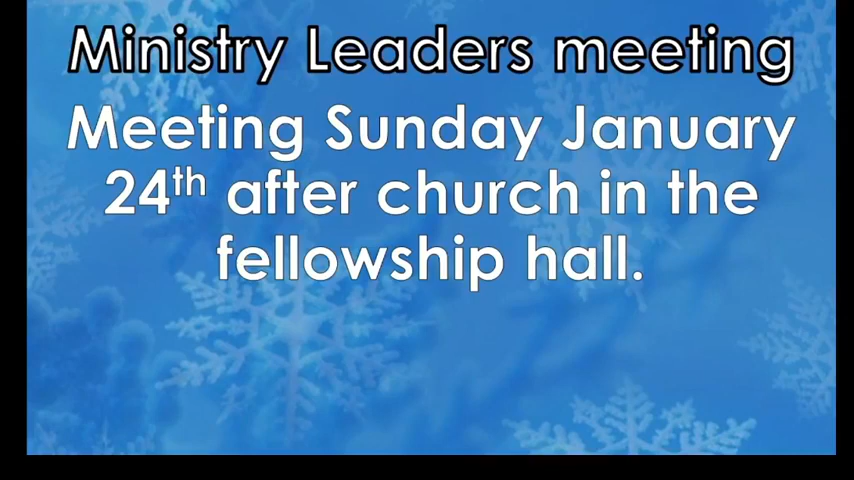 Ministry Leaders meeting
Meeting Sunday January
24th after church in the
fellowship hall.